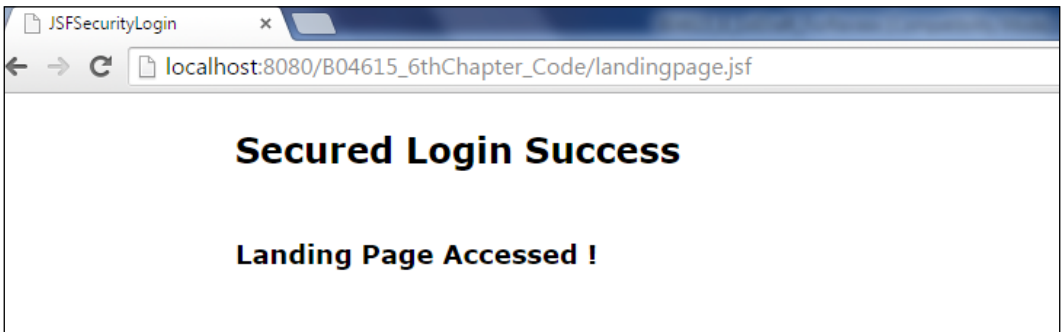 JSFSecurityLogin
localhost:8080/B04615_6thChapter_Code/landingpage.jsf
Secured Login Success
Landing Page Accessed !